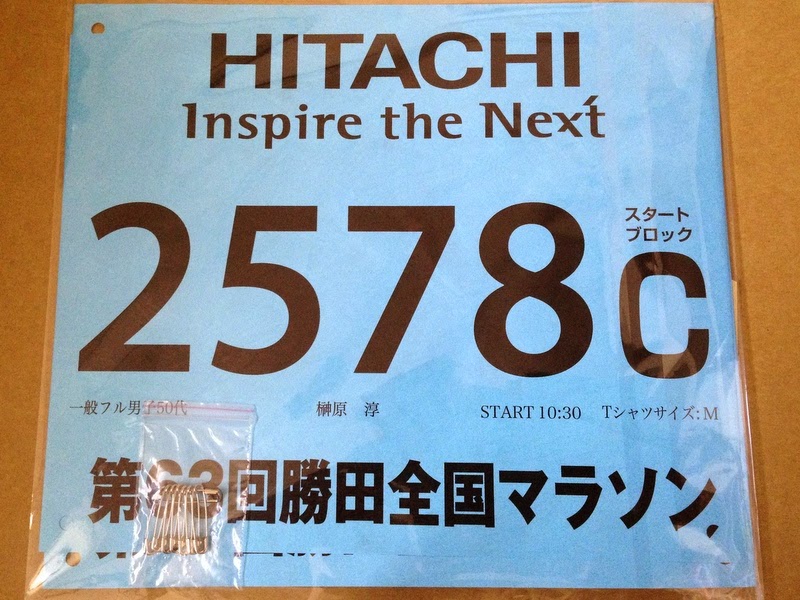 HITACHI
Inspire the Next
2578
スタート
ブロック
C
一般フル男子50代 榊原 淳 START 10:30 Tシャツサイズ:M
第63回勝田全国マラソン